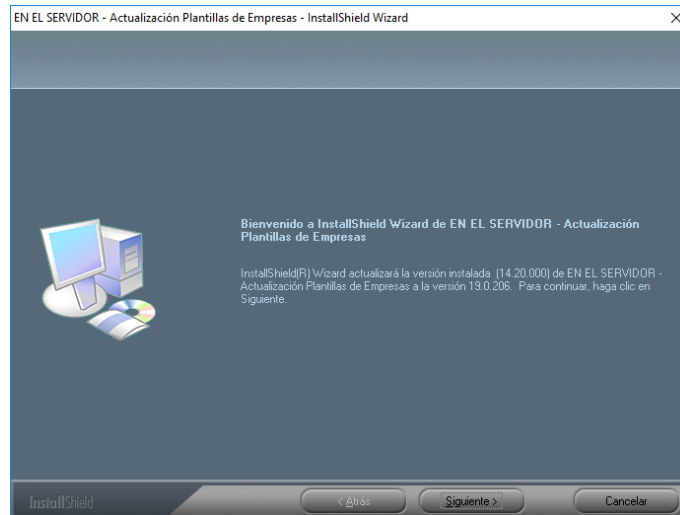 EN EL SERVIDOR - Actualización Plantillas de Empresas - InstallShield Wizard
Bienvenido a InstallShield Wizard de EN EL SERVIDOR - Actualización
Plantillas de Empresas
InstallShield(R) Wizard actualizará la versión instalada (14.20.000) de EN EL SERVIDOR -
Actualización Plantillas de Empresas a la versión 19.0.206. Para continuar, haga clic en
Siguiente.
InstallShield
< Atrás
Siguiente >
Cancelar